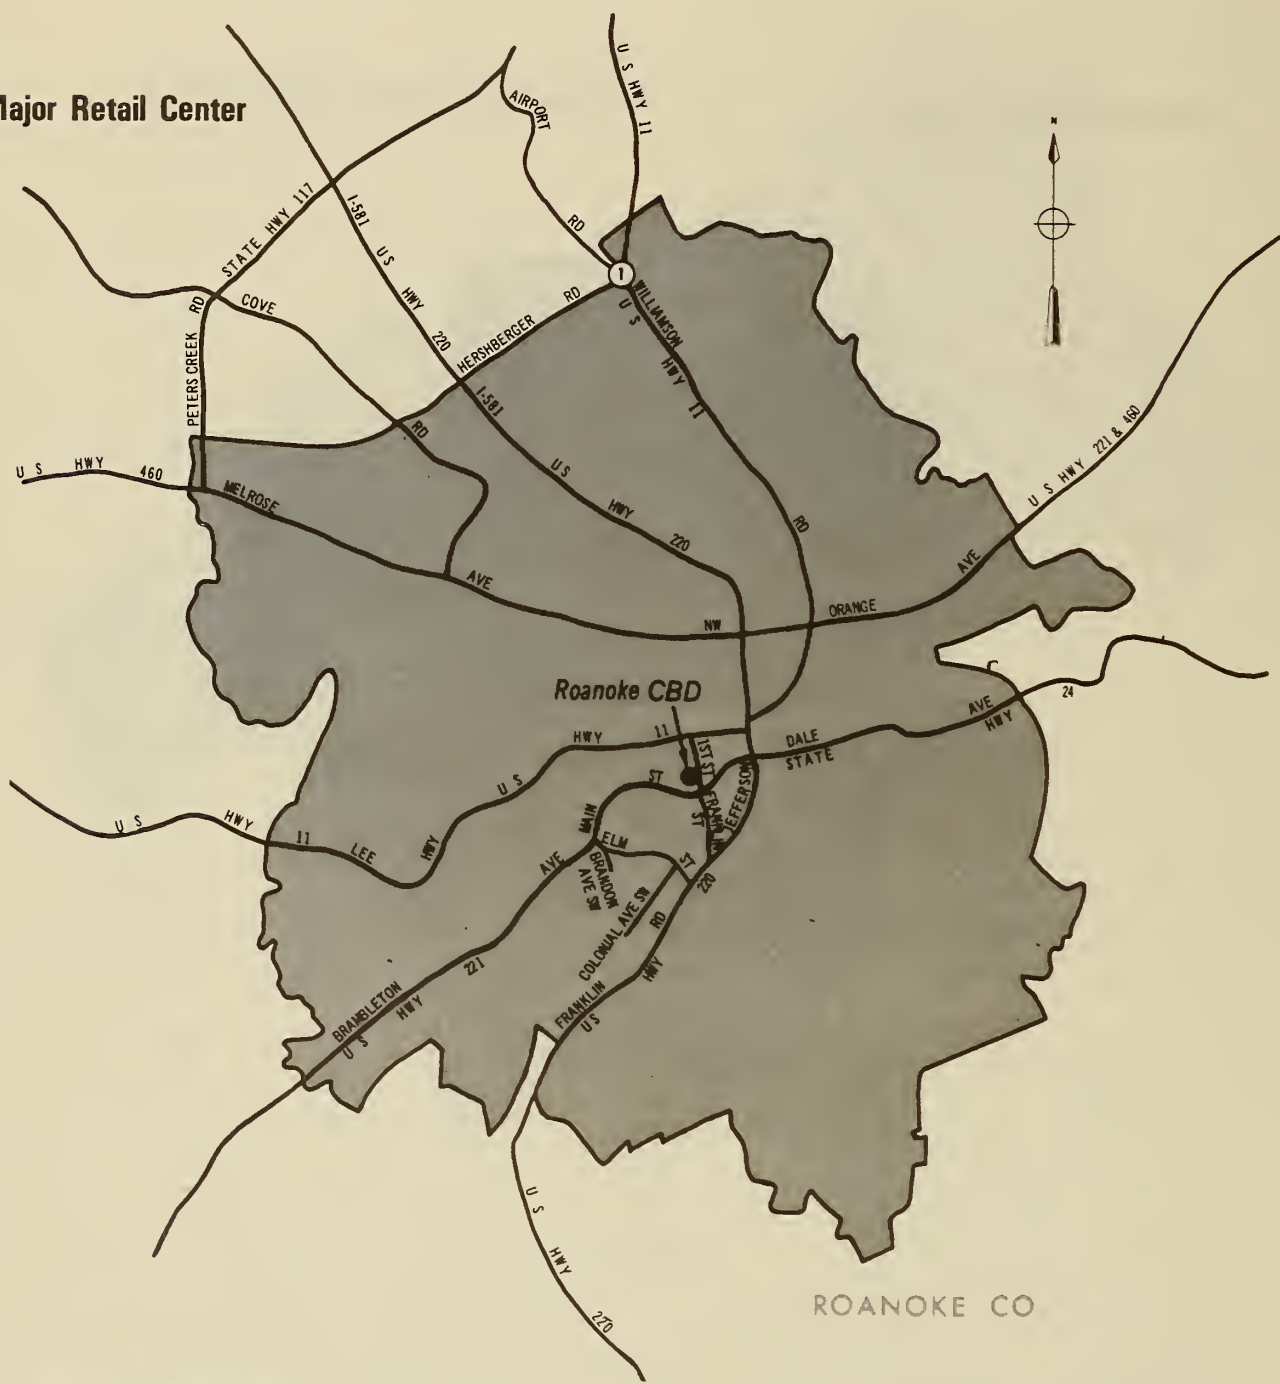 Major Retail Center
U S HWY 11
AIRPORT RD
N
STATE HWY 117
I-581 US HWY 220
PETERS CREEK RD
COVE RD
HERSHBERGER RD
1
WILLIAMSON RD
U S HWY 11
I-581 US HWY 220
U S HWY 221 & 460
U S HWY 460
MELROSE AVE NW
ORANGE AVE
Roanoke CBD
HWY 11
1ST ST
DALE AVE
STATE HWY 24
U S HWY 11
LEE HWY
U S
MAIN ST
FRANKLIN ST
JEFFERSON
ELM ST
BRANDON AVE SW
COLONIAL AVE SW
220
BRAMBLETON AVE
U S HWY 221
FRANKLIN RD
US HWY
U S HWY 220
ROANOKE CO